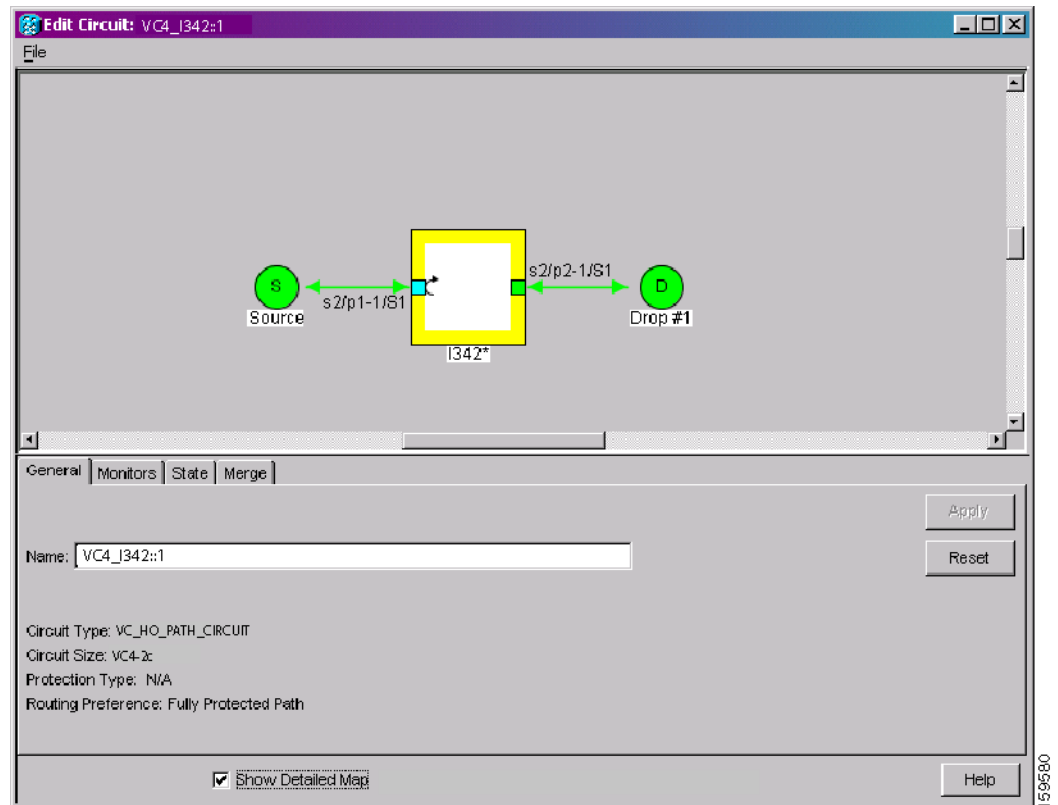 Edit Circuit: VC4_I342::1
File
S
Source
s2/p1-1/S1
I342*
s2/p2-1/S1
D
Drop #1
General Monitors State Merge
Apply
Name: VC4_I342::1
Reset
Circuit Type: VC_HO_PATH_CIRCUIT
Circuit Size: VC4-2c
Protection Type: N/A
Routing Preference: Fully Protected Path
Show Detailed Map
Help
159580